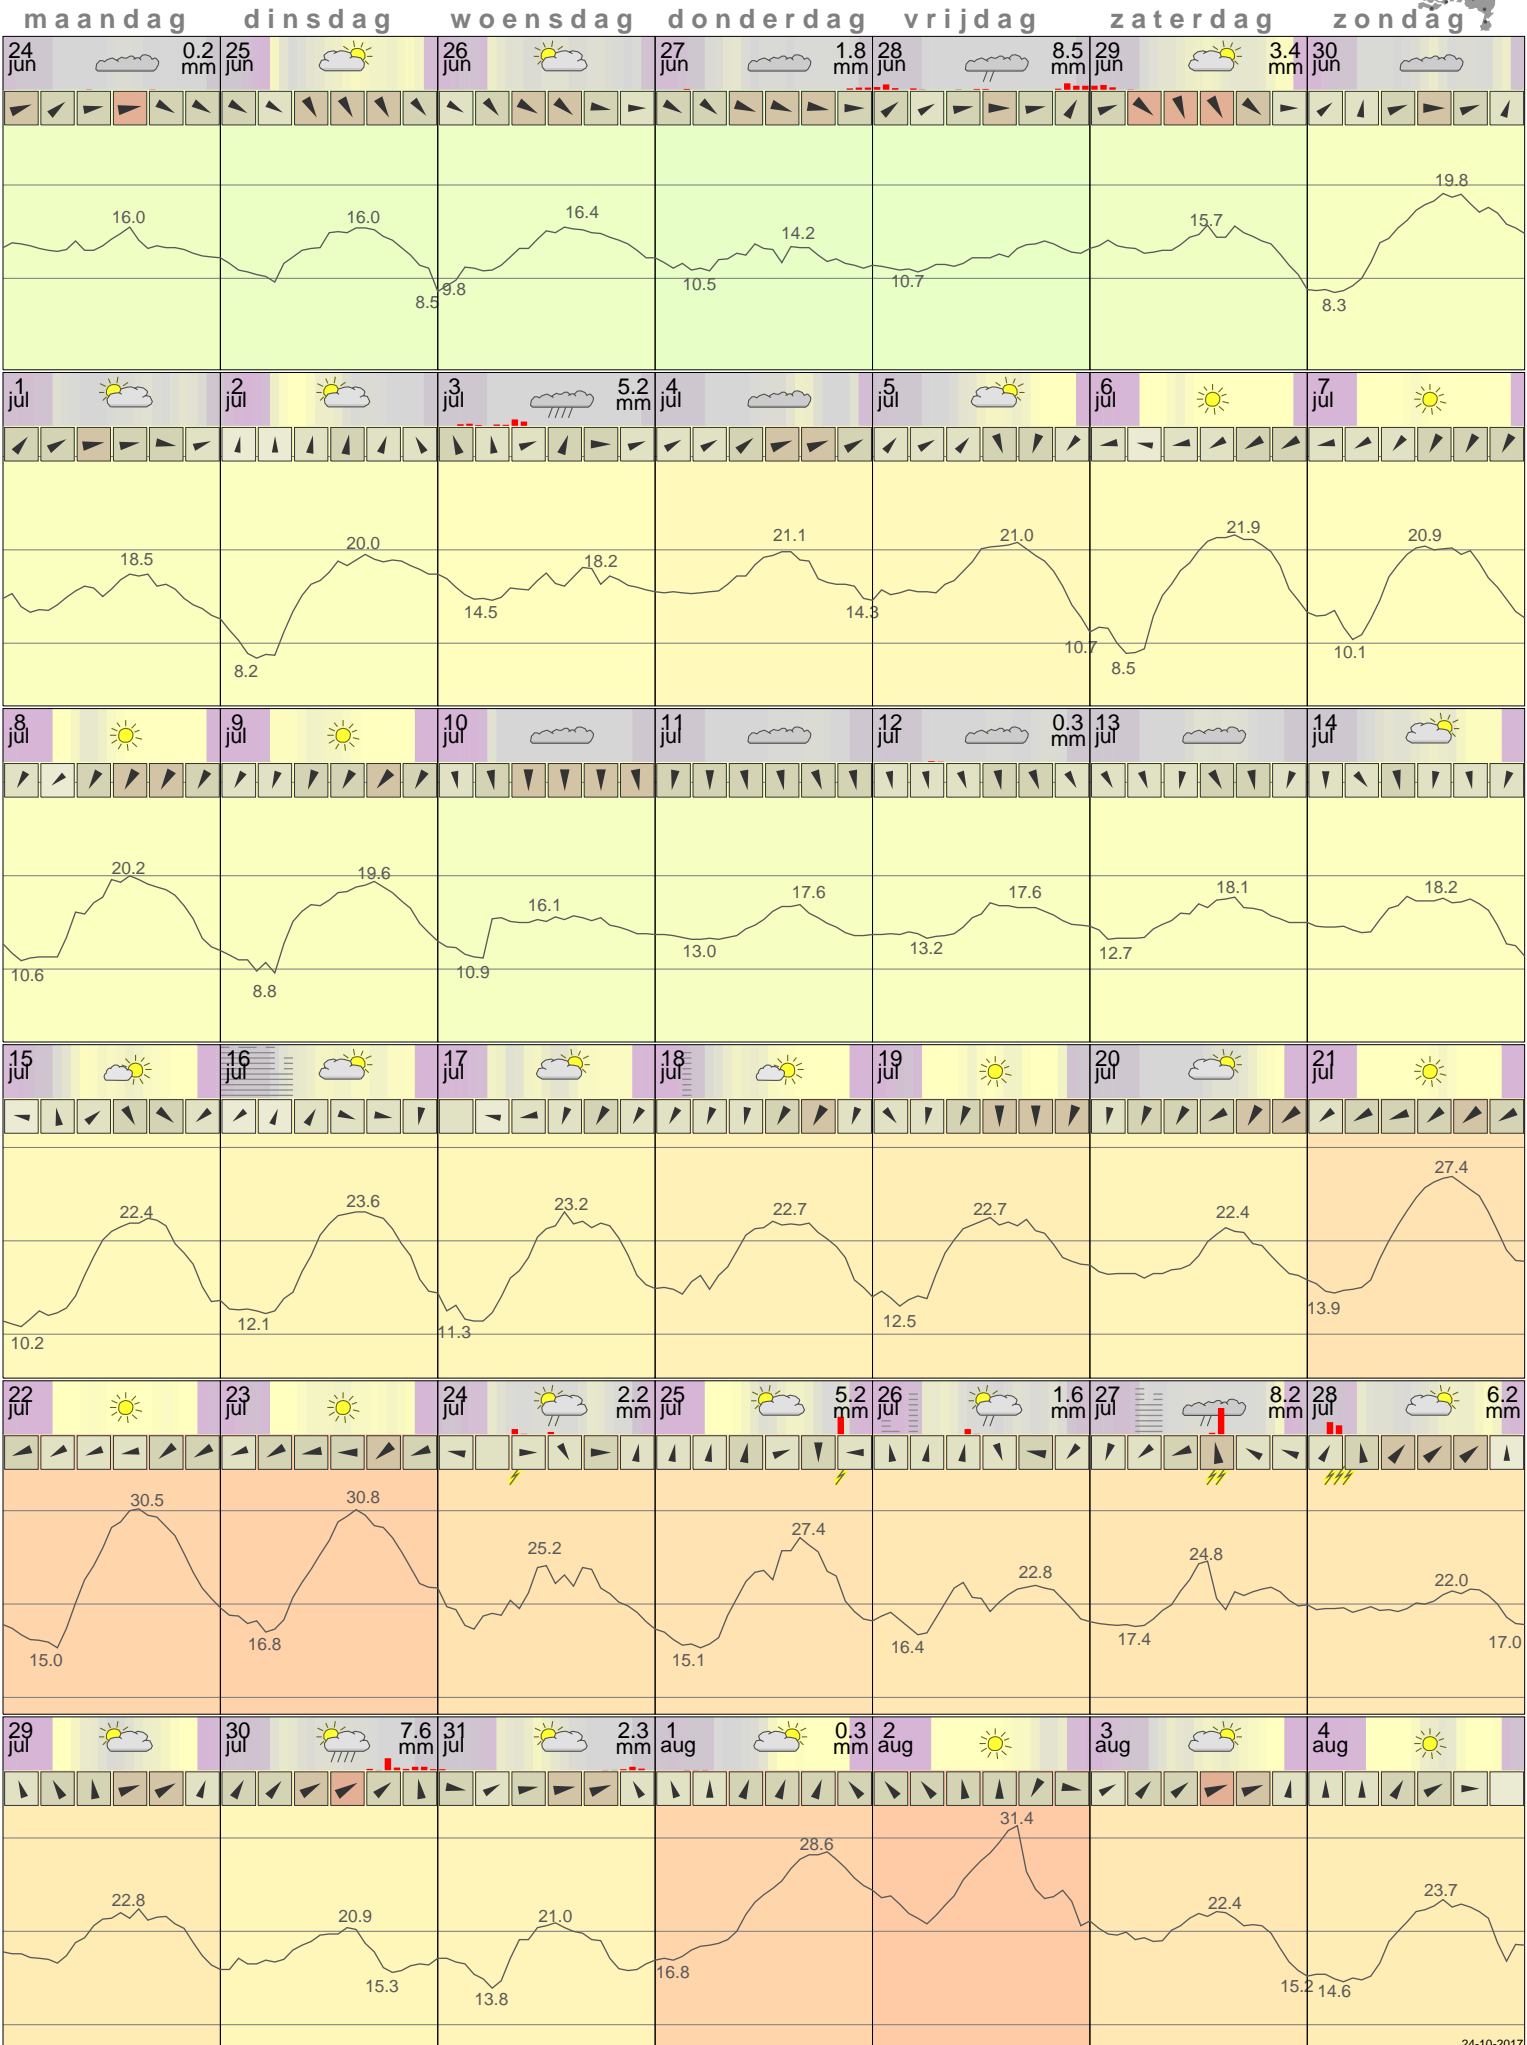 maandag dinsdag woensdag donderdag vrijdag zaterdag zondag
24 jun 0.2 mm 25 jun 26 jun 27 jun 1.8 mm 28 jun 8.5 mm 29 jun 3.4 mm 30 jun
16.0 16.0 8.5 9.8 16.4 10.5 14.2 10.7 15.7 8.3 19.8
1 jul 2 jul 3 jul 5.2 mm 4 jul 5 jul 6 jul 7 jul
18.5 8.2 20.0 14.5 18.2 21.1 14.3 21.0 10.7 8.5 21.9 10.1 20.9
8 jul 9 jul 10 jul 11 jul 12 jul 0.3 mm 13 jul 14 jul
10.6 20.2 8.8 19.6 10.9 16.1 13.0 17.6 13.2 17.6 12.7 18.1 18.2
15 jul 16 jul 17 jul 18 jul 19 jul 20 jul 21 jul
10.2 22.4 12.1 23.6 11.3 23.2 22.7 12.5 22.7 22.4 13.9 27.4
22 jul 23 jul 24 jul 2.2 mm 25 jul 5.2 mm 26 jul 1.6 mm 27 jul 8.2 mm 28 jul 6.2 mm
15.0 30.5 16.8 30.8 25.2 15.1 27.4 16.4 22.8 17.4 24.8 22.0 17.0
29 jul 30 jul 7.6 mm 31 jul 2.3 mm 1 aug 0.3 mm 2 aug 3 aug 4 aug
22.8 20.9 15.3 13.8 21.0 16.8 28.6 31.4 22.4 15.2 14.6 23.7
24-10-2017